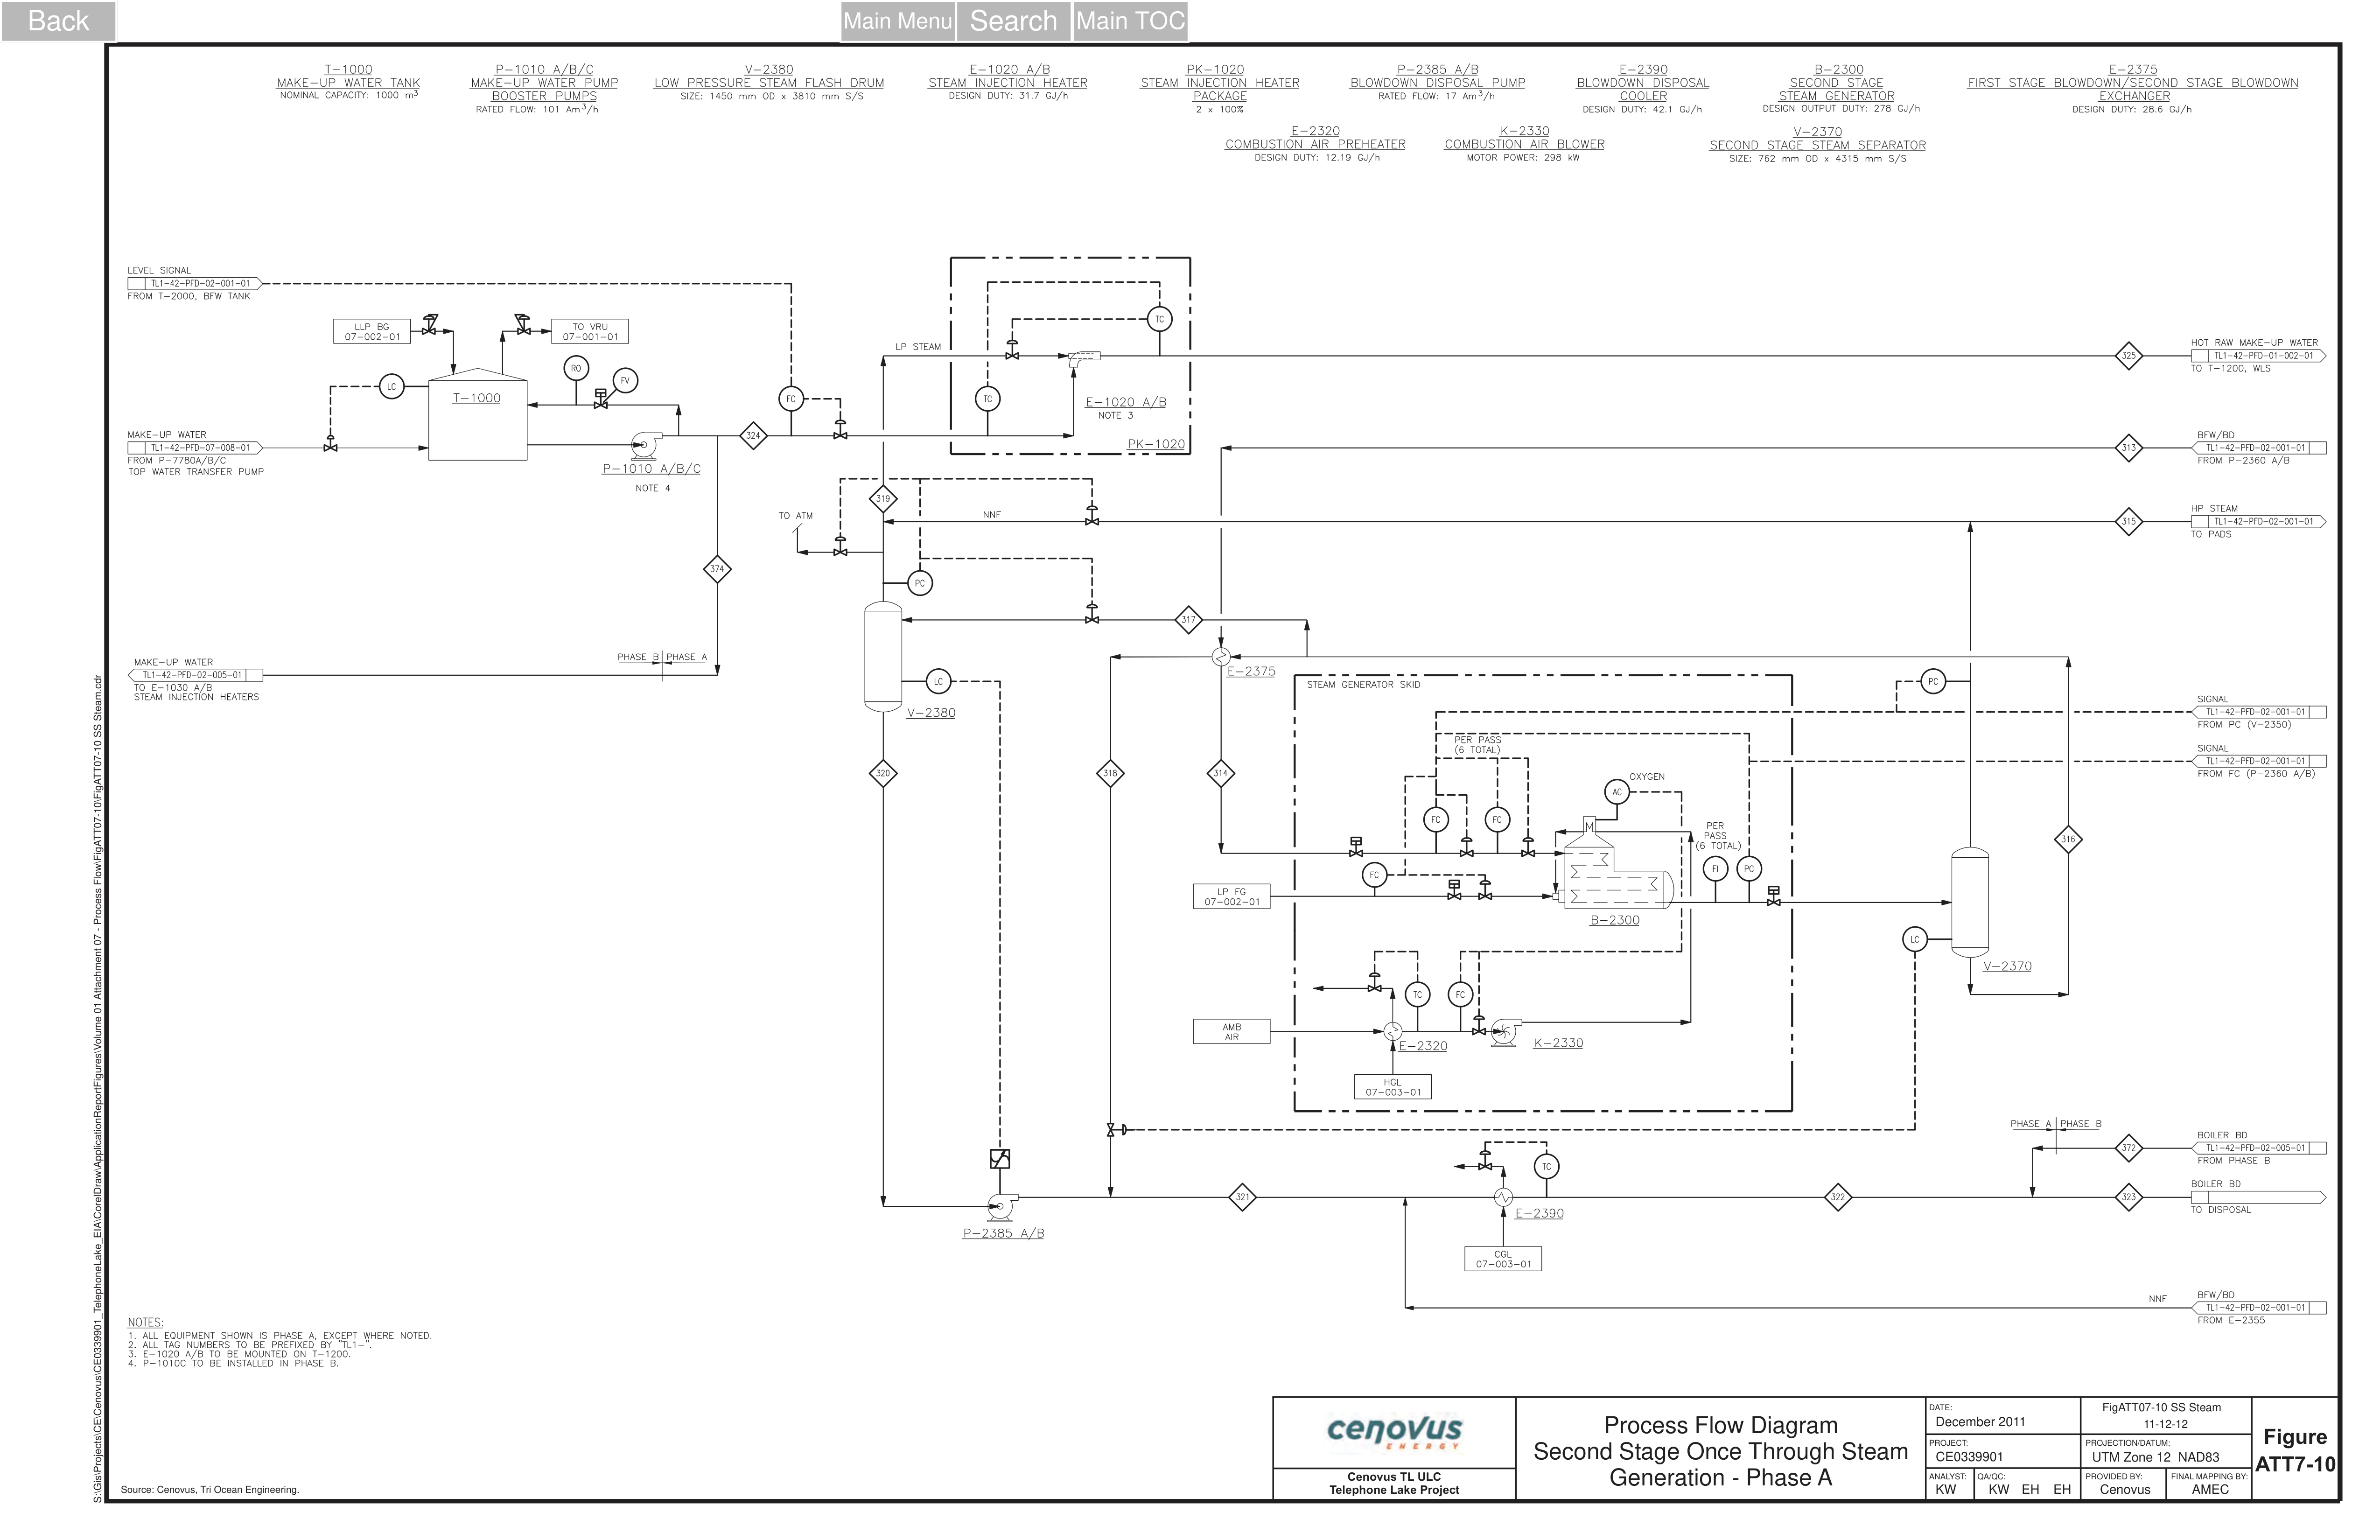 Back
Main Menu
Search
Main TOC
T-1000
MAKE-UP WATER TANK
NOMINAL CAPACITY: 1000 m3
P-1010 A/B/C
MAKE-UP WATER PUMP
BOOSTER PUMPS
RATED FLOW: 101 Am3/h
V-2380
LOW PRESSURE STEAM FLASH DRUM
SIZE: 1450 mm OD x 3810 mm S/S
E-1020 A/B
STEAM INJECTION HEATER
DESIGN DUTY: 31.7 GJ/h
PK-1020
STEAM INJECTION HEATER
PACKAGE
2 x 100%
P-2385 A/B
BLOWDOWN DISPOSAL PUMP
RATED FLOW: 17 Am3/h
E-2390
BLOWDOWN DISPOSAL
COOLER
DESIGN DUTY: 42.1 GJ/h
B-2300
SECOND STAGE
STEAM GENERATOR
DESIGN OUTPUT DUTY: 278 GJ/h
E-2375
FIRST STAGE BLOWDOWN/SECOND STAGE BLOWDOWN
EXCHANGER
DESIGN DUTY: 28.6 GJ/h
E-2320
COMBUSTION AIR PREHEATER
DESIGN DUTY: 12.19 GJ/h
K-2330
COMBUSTION AIR BLOWER
MOTOR POWER: 298 kW
V-2370
SECOND STAGE STEAM SEPARATOR
SIZE: 762 mm OD x 4315 mm S/S
LEVEL SIGNAL
TL1-42-PFD-02-001-01
FROM T-2000, BFW TANK
LLP BG
07-002-01
TO VRU
07-001-01
LC
T-1000
RO
FV
MAKE-UP WATER
TL1-42-PFD-07-008-01
FROM P-7780A/B/C
TOP WATER TRANSFER PUMP
P-1010 A/B/C
NOTE 4
324
FC
LP STEAM
TC
TC
E-1020 A/B
NOTE 3
PK-1020
325
HOT RAW MAKE-UP WATER
TL1-42-PFD-01-002-01
TO T-1200, WLS
313
BFW/BD
TL1-42-PFD-02-001-01
FROM P-2360 A/B
319
NNF
TO ATM
315
HP STEAM
TL1-42-PFD-02-001-01
TO PADS
374
PC
317
MAKE-UP WATER
TL1-42-PFD-02-005-01
TO E-1030 A/B
STEAM INJECTION HEATERS
PHASE B
PHASE A
LC
V-2380
E-2375
STEAM GENERATOR SKID
PC
SIGNAL
TL1-42-PFD-02-001-01
FROM PC (V-2350)
PER PASS
(6 TOTAL)
SIGNAL
TL1-42-PFD-02-001-01
FROM FC (P-2360 A/B)
320
318
314
OXYGEN
AC
FC
FC
M
PER
PASS
(6 TOTAL)
316
FC
FI
PC
LP FG
07-002-01
B-2300
LC
V-2370
TC
FC
AMB
AIR
E-2320
K-2330
HGL
07-003-01
PHASE A
PHASE B
372
BOILER BD
TL1-42-PFD-02-005-01
FROM PHASE B
TC
P-2385 A/B
321
E-2390
322
323
BOILER BD
TO DISPOSAL
CGL
07-003-01
NNF
BFW/BD
TL1-42-PFD-02-001-01
FROM E-2355
NOTES:
1. ALL EQUIPMENT SHOWN IS PHASE A, EXCEPT WHERE NOTED.
2. ALL TAG NUMBERS TO BE PREFIXED BY "TL1-".
3. E-1020 A/B TO BE MOUNTED ON T-1200.
4. P-1010C TO BE INSTALLED IN PHASE B.
S:\Gis\Projects\CE\Cenovus\CE0339901_TelephoneLake_EIA\CorelDraw\ApplicationReportFigures\Volume 01 Attachment 07 - Process Flow\FigATT07-10\FigATT07-10 SS Steam.cdr
Source: Cenovus, Tri Ocean Engineering.
cenovus
ENERGY
Cenovus TL ULC
Telephone Lake Project
Process Flow Diagram
Second Stage Once Through Steam
Generation - Phase A
DATE:
December 2011
FigATT07-10 SS Steam
11-12-12
PROJECT:
CE0339901
PROJECTION/DATUM:
UTM Zone 12 NAD83
ANALYST:
KW
QA/QC:
KW EH EH
PROVIDED BY:
Cenovus
FINAL MAPPING BY:
AMEC
Figure
ATT7-10